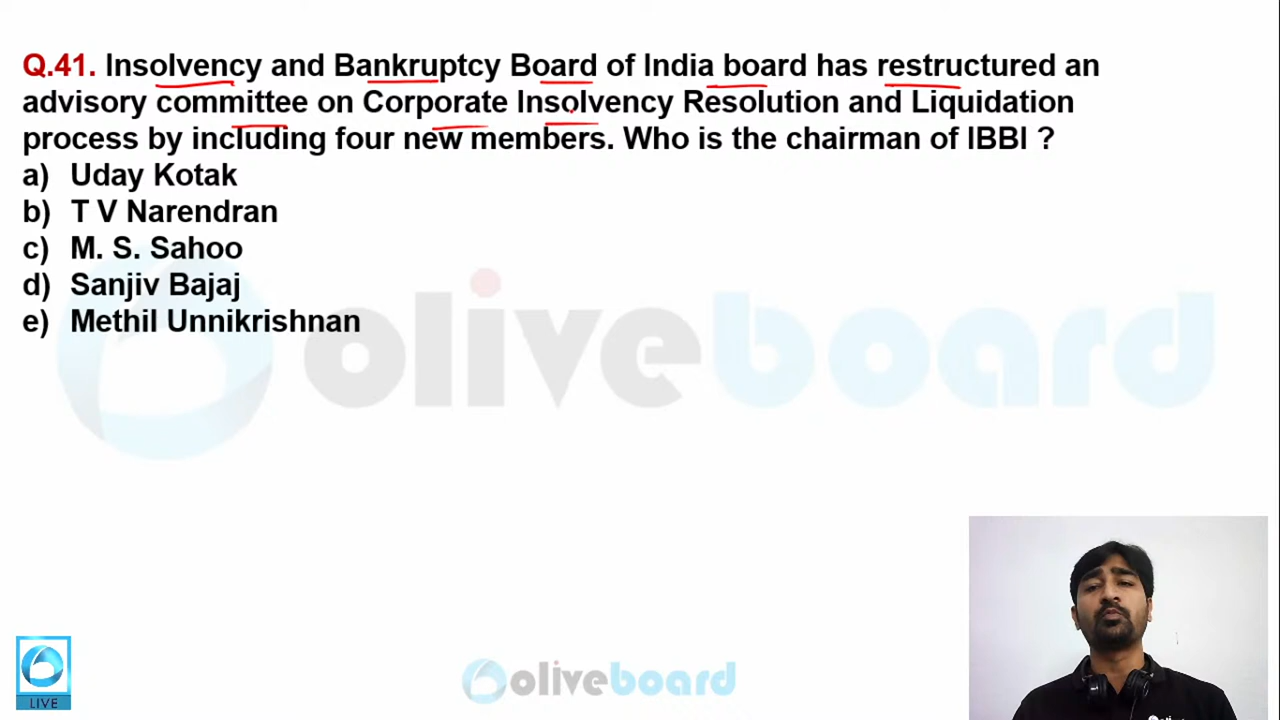 Q.41. Insolvency and Bankruptcy Board of India board has restructured an
advisory committee on Corporate Insolvency Resolution and Liquidation
process by including four new members. Who is the chairman of IBBI ?
a) Uday Kotak
b) T V Narendran
c) M. S. Sahoo
d) Sanjiv Bajaj
e) Methil Unnikrishnan
oliveboard
LIVE
oliveboard